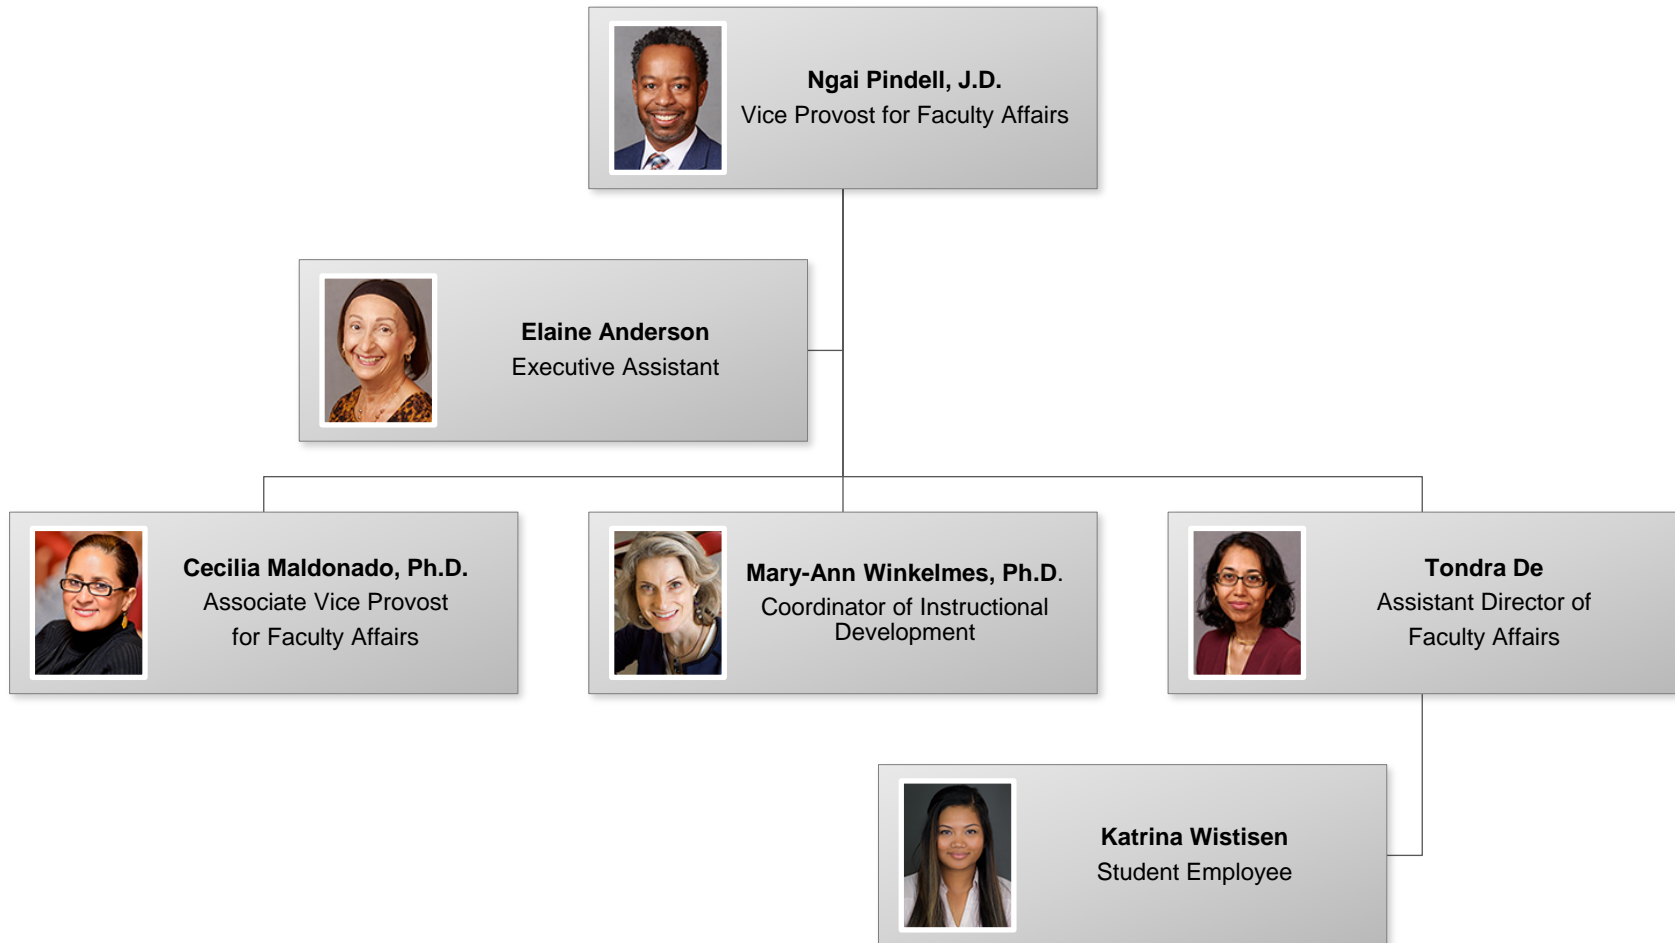 Ngai Pindell, J.D.
Vice Provost for Faculty Affairs
Elaine Anderson
Executive Assistant
Cecilia Maldonado, Ph.D.
Associate Vice Provost
for Faculty Affairs
Mary-Ann Winkelmes, Ph.D.
Coordinator of Instructional
Development
Tondra De
Assistant Director of
Faculty Affairs
Katrina Wistisen
Student Employee